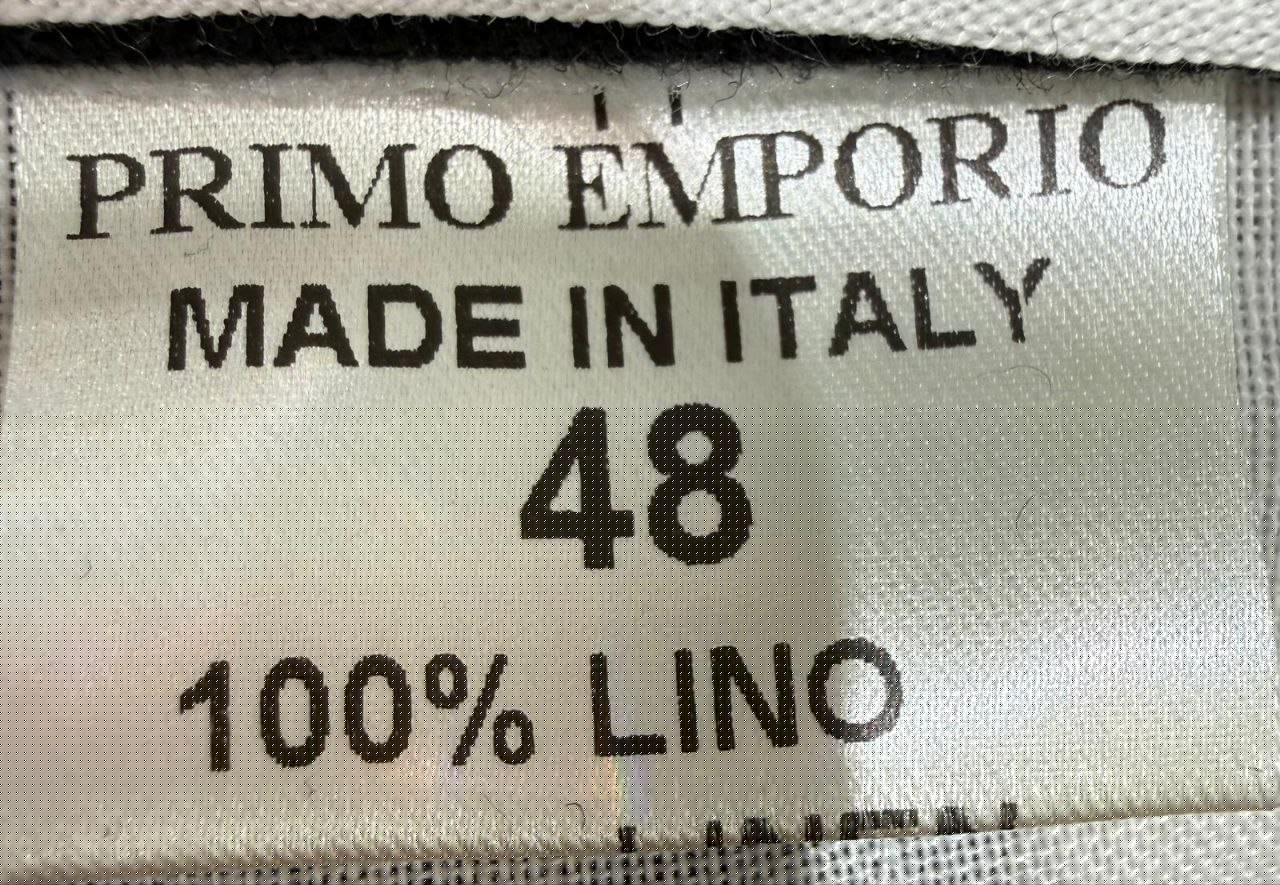 PRIMO EMPORIO
MADE IN ITALY
48
100% LINO